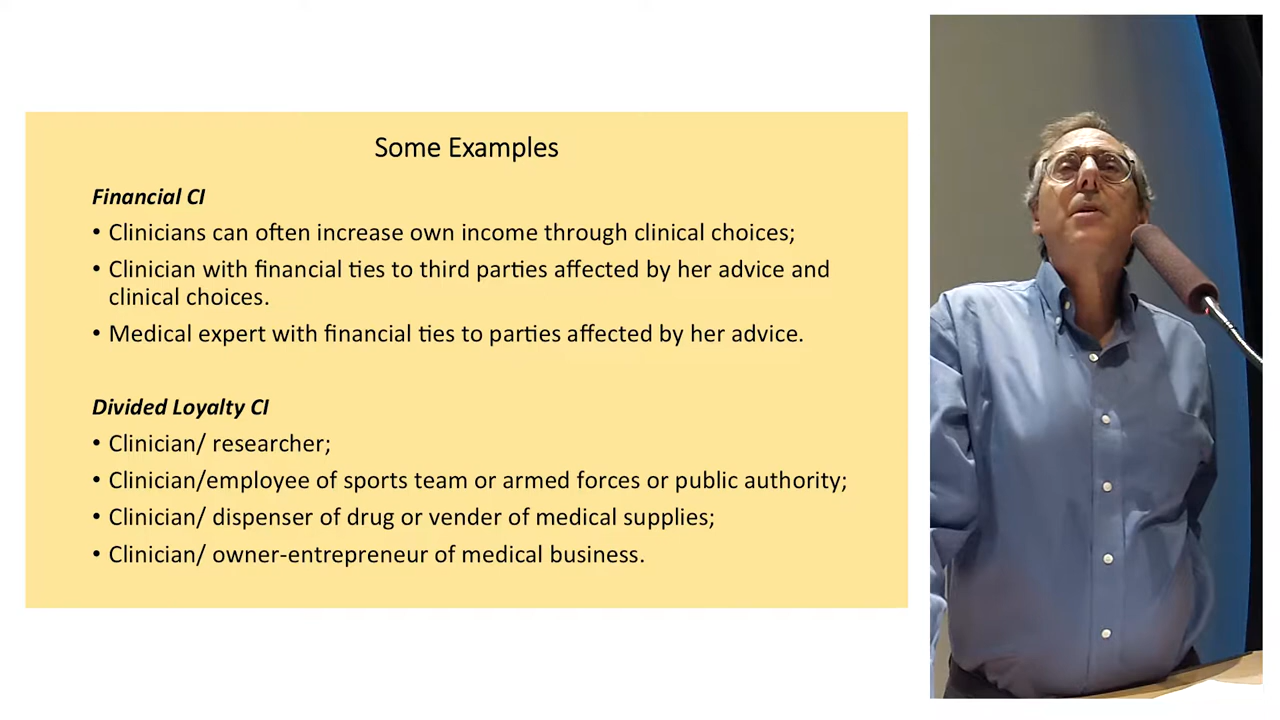 Some Examples
Financial CI
• Clinicians can often increase own income through clinical choices;
• Clinician with financial ties to third parties affected by her advice and
clinical choices.
• Medical expert with financial ties to parties affected by her advice.
Divided Loyalty CI
• Clinician/ researcher;
• Clinician/employee of sports team or armed forces or public authority;
• Clinician/ dispenser of drug or vender of medical supplies;
• Clinician/ owner-entrepreneur of medical business.